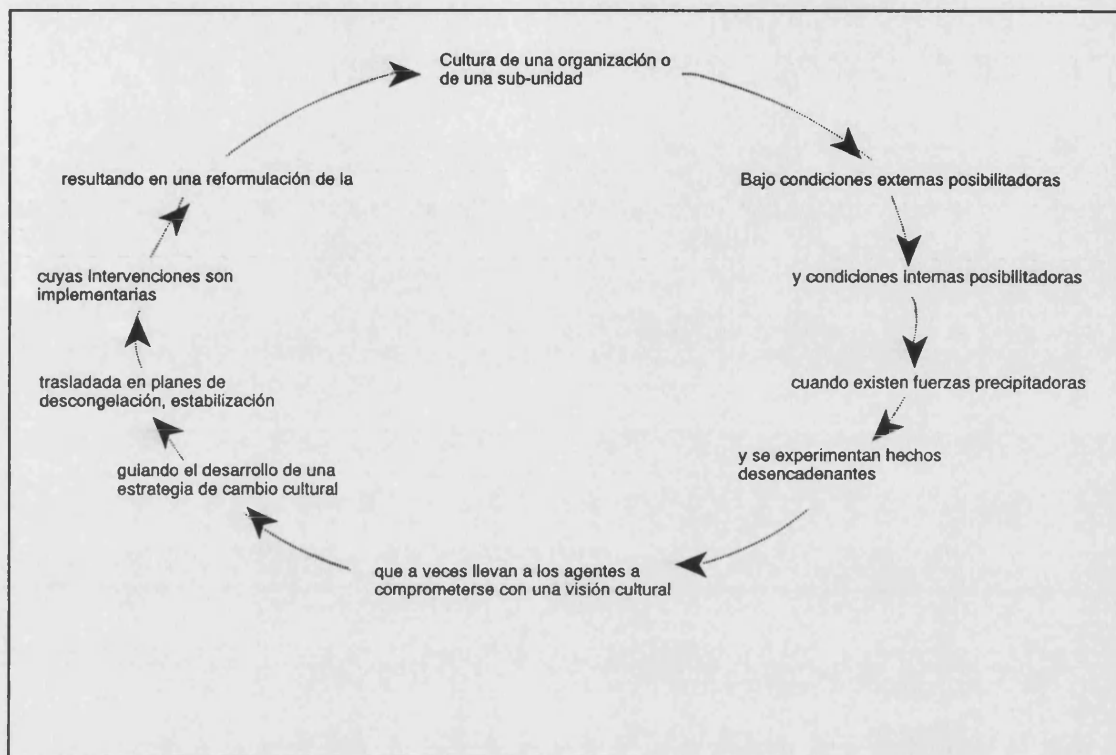 Cultura de una organización o
de una sub-unidad
Bajo condiciones externas posibilitadoras
y condiciones internas posibilitadoras
cuando existen fuerzas precipitadoras
y se experimentan hechos
desencadenantes
que a veces llevan a los agentes a
comprometerse con una visión cultural
guiando el desarrollo de una
estrategia de cambio cultural
trasladada en planes de
descongelación, estabilización
cuyas intervenciones son
implementarias
resultando en una reformulación de la